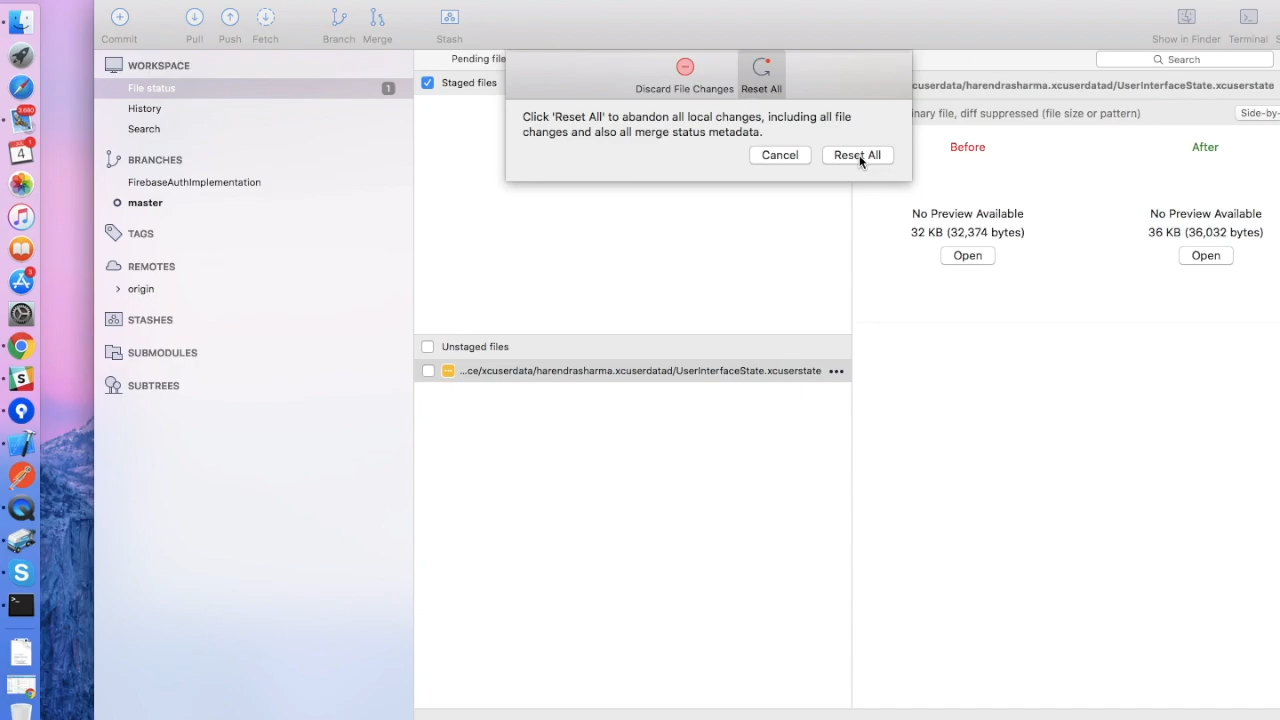 Commit
Pull
Push
Fetch
Branch
Merge
Stash
Show in Finder
Terminal
WORKSPACE
File status
1
History
Search
BRANCHES
FirebaseAuthImplementation
master
TAGS
REMOTES
origin
STASHES
SUBMODULES
SUBTREES
Pending file
Staged files
Discard File Changes
Reset All
Click 'Reset All' to abandon all local changes, including all file
changes and also all merge status metadata.
Cancel
Reset All
Search
cuserdata/harendrasharma.xcuserdatad/UserInterfaceState.xcuserstate
inary file, diff suppressed (file size or pattern)
Side-by-
Before
After
No Preview Available
No Preview Available
32 KB (32,374 bytes)
36 KB (36,032 bytes)
Open
Open
Unstaged files
...ce/xcuserdata/harendrasharma.xcuserdatad/UserInterfaceState.xcuserstate
JUL
4
1
3
S